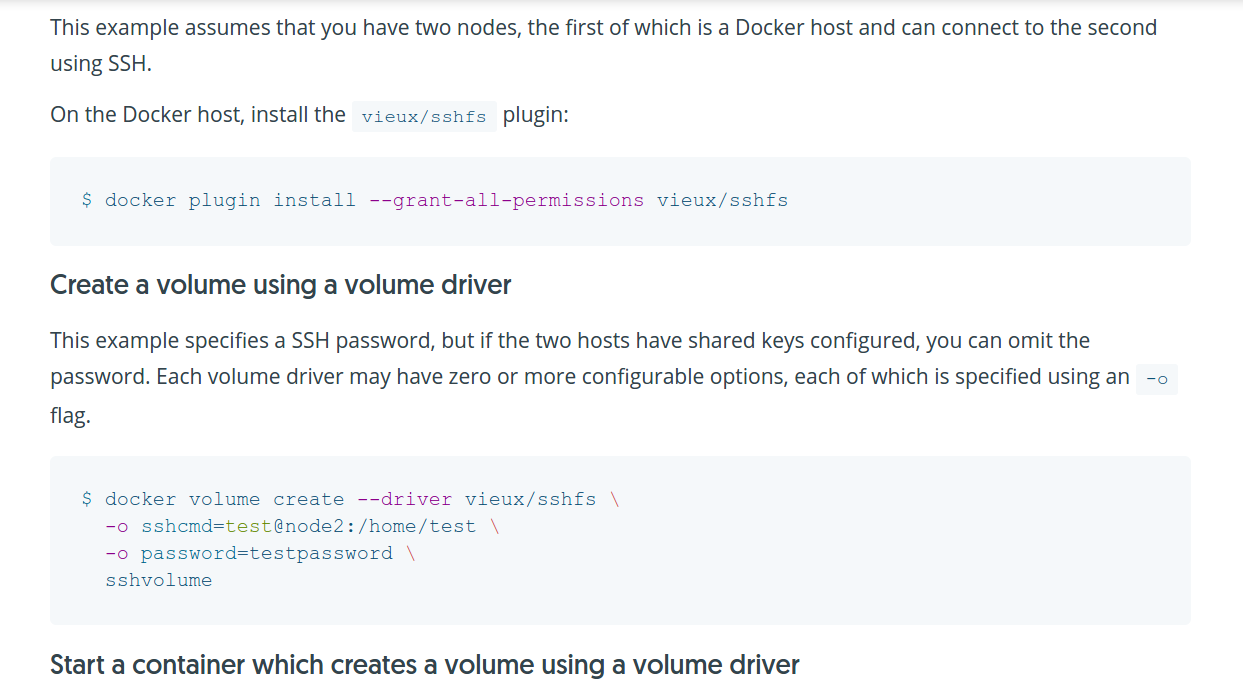 This example assumes that you have two nodes, the first of which is a Docker host and can connect to the second
using SSH.
On the Docker host, install the vieux/sshfs plugin:
$ docker plugin install --grant-all-permissions vieux/sshfs
Create a volume using a volume driver
This example specifies a SSH password, but if the two hosts have shared keys configured, you can omit the
password. Each volume driver may have zero or more configurable options, each of which is specified using an -o
flag.
$ docker volume create --driver vieux/sshfs \
  -o sshcmd=test@node2:/home/test \
  -o password=testpassword \
  sshvolume
Start a container which creates a volume using a volume driver